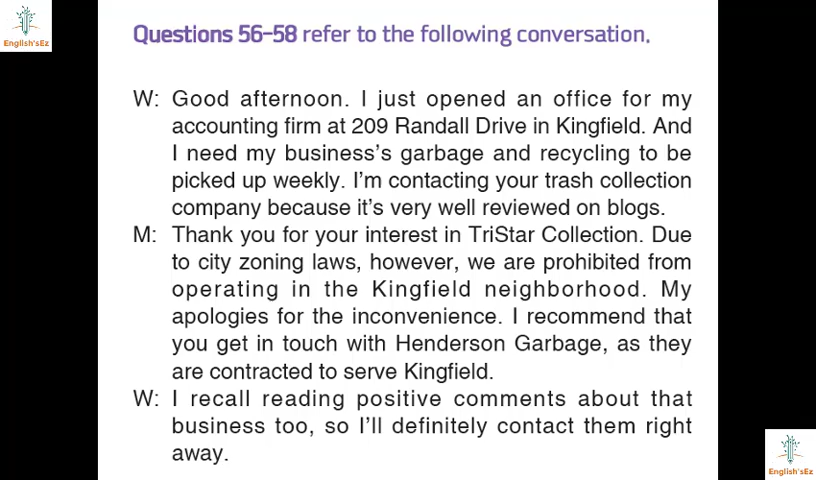 English'sEz
Questions 56–58 refer to the following conversation.
W: Good afternoon. I just opened an office for my
accounting firm at 209 Randall Drive in Kingfield. And
I need my business's garbage and recycling to be
picked up weekly. I'm contacting your trash collection
company because it's very well reviewed on blogs.
M: Thank you for your interest in TriStar Collection. Due
to city zoning laws, however, we are prohibited from
operating in the Kingfield neighborhood. My
apologies for the inconvenience. I recommend that
you get in touch with Henderson Garbage, as they
are contracted to serve Kingfield.
W: I recall reading positive comments about that
business too, so I'll definitely contact them right
away.
English'sEz